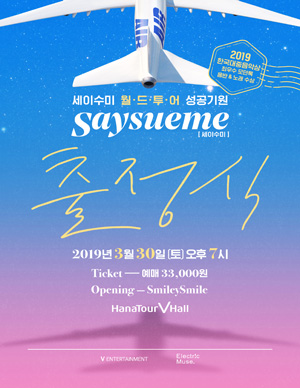 2019
한국대중음악상
최우수 모던록
음반 & 노래 수상
세이수미 월·드·투·어 성공기원
saysueme
[세이수미]
출정식
2019년 3월 30일 [토] 오후 7시
Ticket — 예매 33,000원
Opening — SmileySmile
HanaTour V Hall
V ENTERTAINMENT
Electric
Muse.